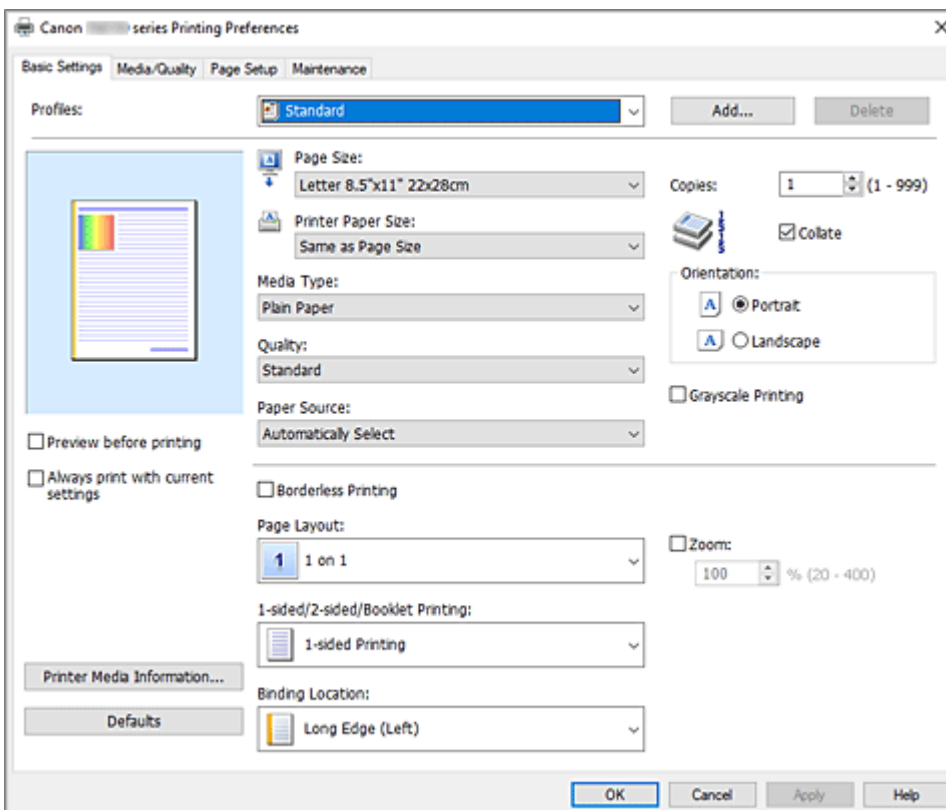 Canon series Printing Preferences
Basic Settings Media/Quality Page Setup Maintenance
Profiles: Standard Add... Delete
Page Size:
Letter 8.5"x11" 22x28cm
Copies: 1 (1 - 999)
Printer Paper Size:
Same as Page Size
Collate
Media Type:
Plain Paper
Orientation:
Portrait
Landscape
Quality:
Standard
Grayscale Printing
Paper Source:
Automatically Select
Preview before printing
Always print with current
settings
Borderless Printing
Page Layout:
1 1 on 1
Zoom:
100 % (20 - 400)
1-sided/2-sided/Booklet Printing:
1-sided Printing
Printer Media Information...
Binding Location:
Long Edge (Left)
Defaults
OK Cancel Apply Help